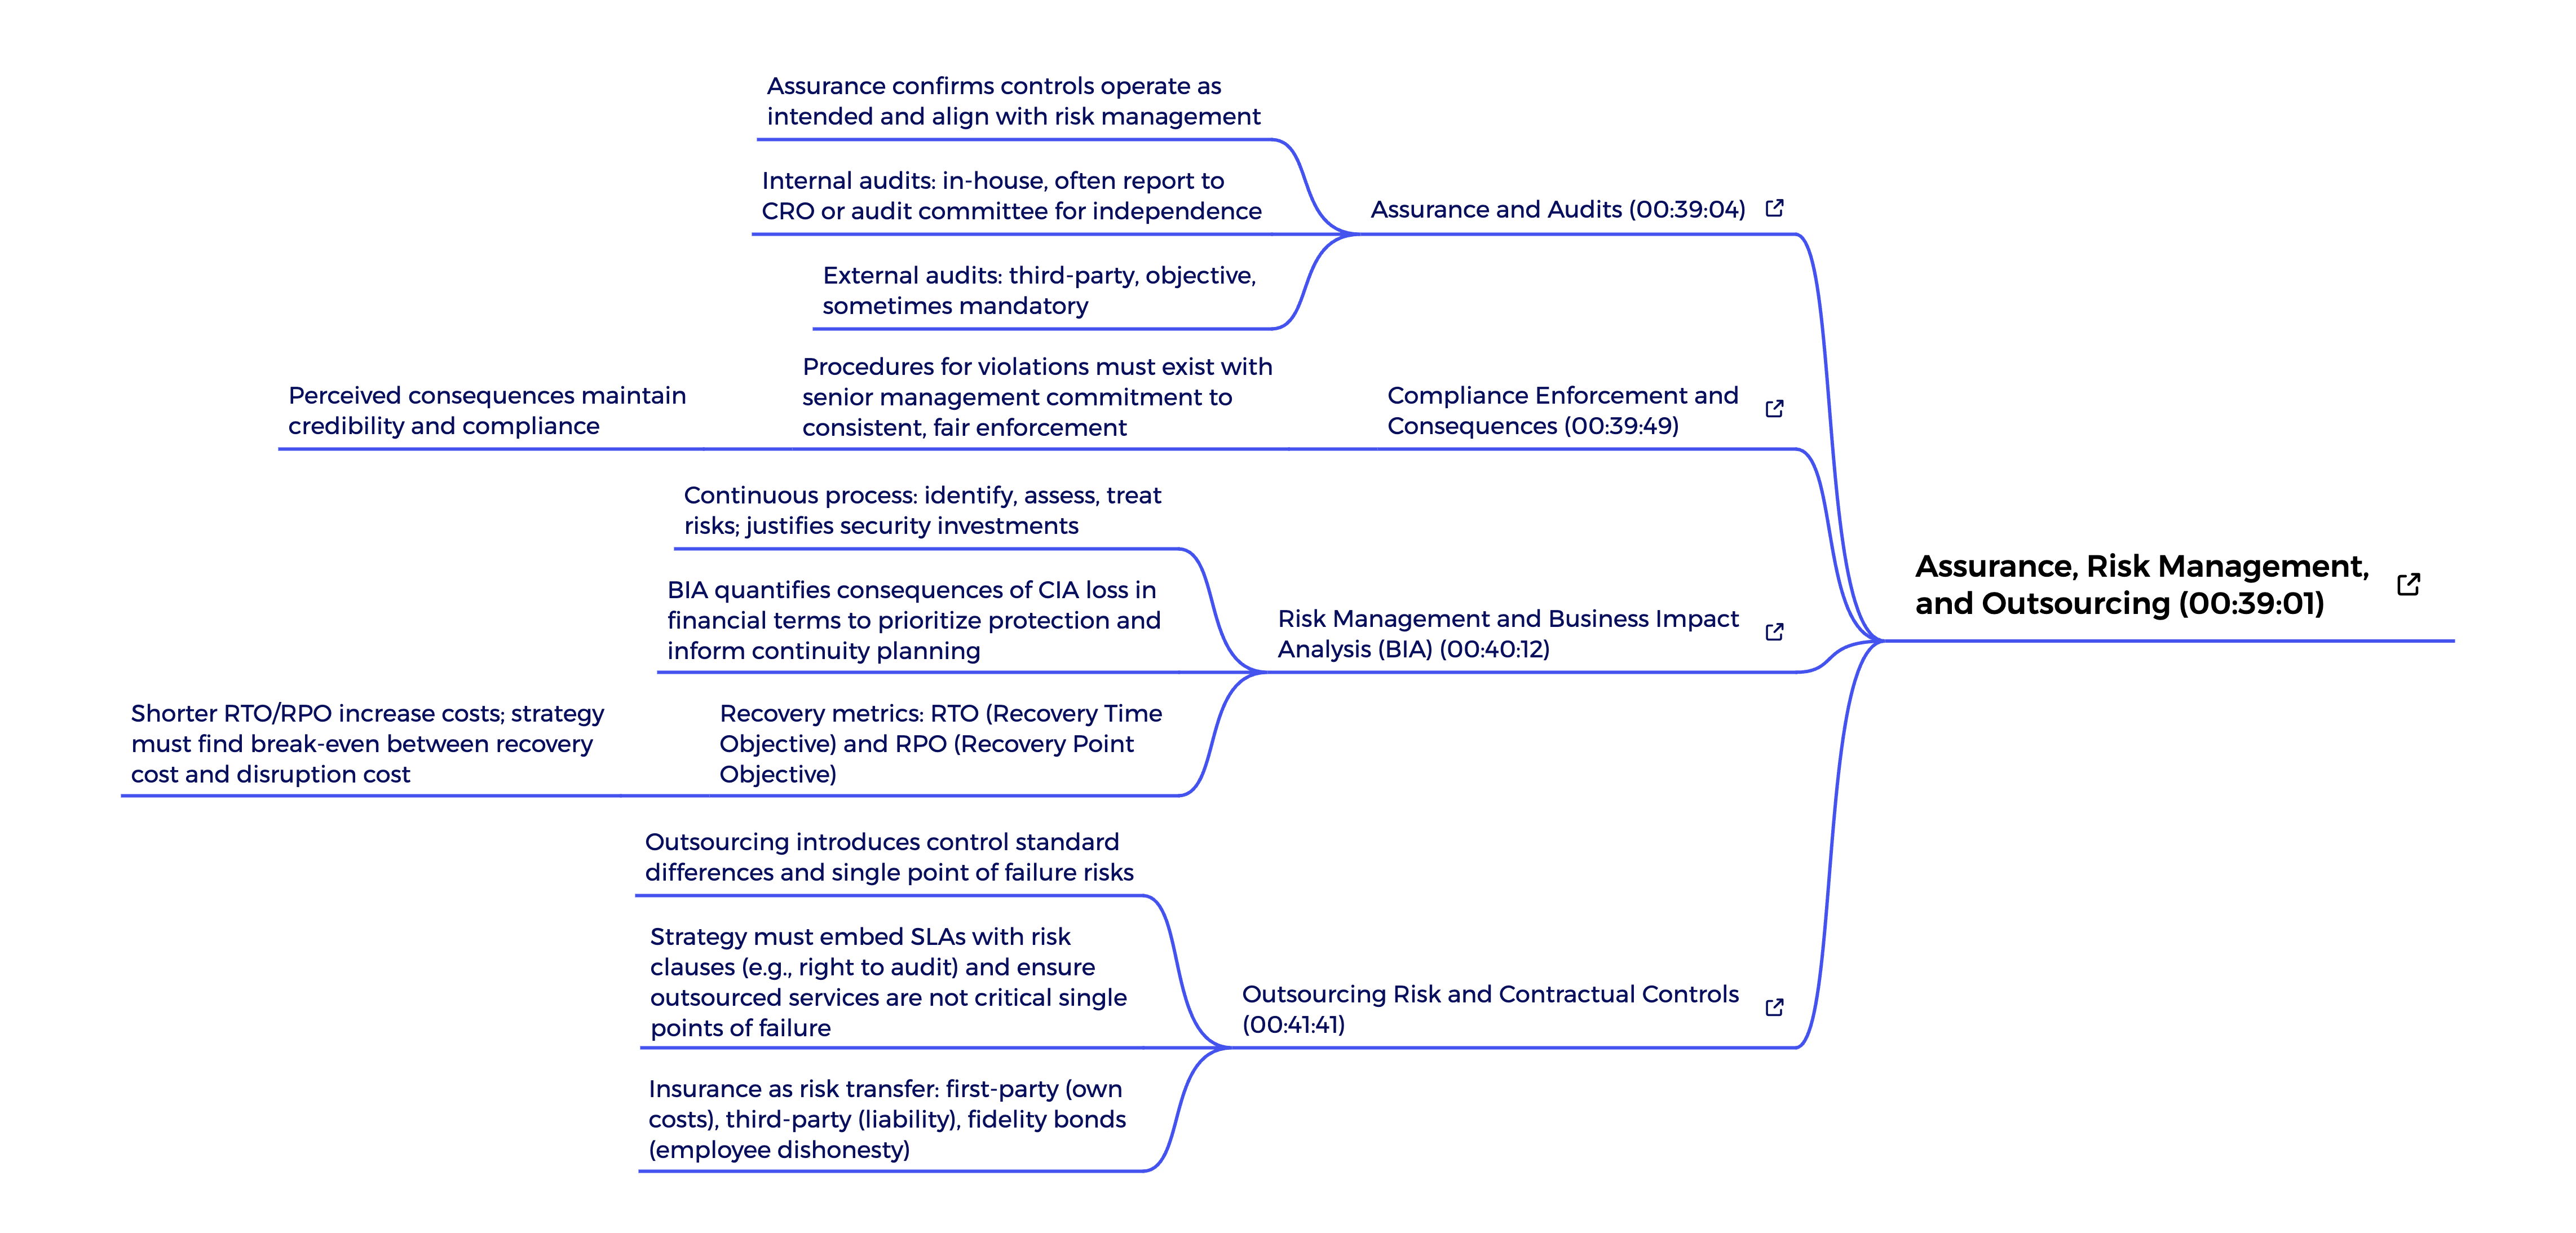 Assurance, Risk Management,
and Outsourcing (00:39:01)
Assurance and Audits (00:39:04)
Assurance confirms controls operate as
intended and align with risk management
Internal audits: in-house, often report to
CRO or audit committee for independence
External audits: third-party, objective,
sometimes mandatory
Compliance Enforcement and
Consequences (00:39:49)
Procedures for violations must exist with
senior management commitment to
consistent, fair enforcement
Perceived consequences maintain
credibility and compliance
Risk Management and Business Impact
Analysis (BIA) (00:40:12)
Continuous process: identify, assess, treat
risks; justifies security investments
BIA quantifies consequences of CIA loss in
financial terms to prioritize protection and
inform continuity planning
Recovery metrics: RTO (Recovery Time
Objective) and RPO (Recovery Point
Objective)
Shorter RTO/RPO increase costs; strategy
must find break-even between recovery
cost and disruption cost
Outsourcing Risk and Contractual Controls
(00:41:41)
Outsourcing introduces control standard
differences and single point of failure risks
Strategy must embed SLAs with risk
clauses (e.g., right to audit) and ensure
outsourced services are not critical single
points of failure
Insurance as risk transfer: first-party (own
costs), third-party (liability), fidelity bonds
(employee dishonesty)